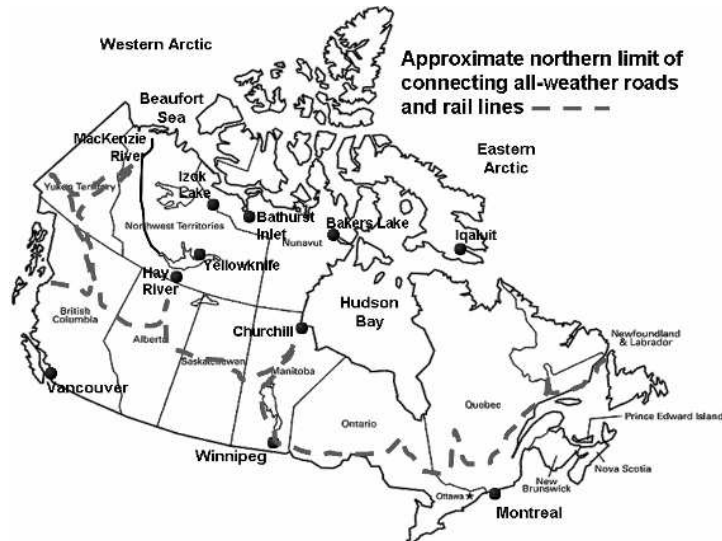 Western Arctic
Approximate northern limit of
connecting all-weather roads
and rail lines
Beaufort
Sea
MacKenzie
River
Eastern
Arctic
Yukon Territory
Izok
Lake
Bathurst
Inlet
Bakers Lake
Nunavut
Iqaluit
Northwest Territories
Yellowknife
Hay
River
Hudson
Bay
British
Columbia
Alberta
Saskatchewan
Churchill
Manitoba
Newfoundland
& Labrador
Vancouver
Ontario
Quebec
Prince Edward Island
Winnipeg
Nova Scotia
New
Brunswick
Ottawa
Montreal